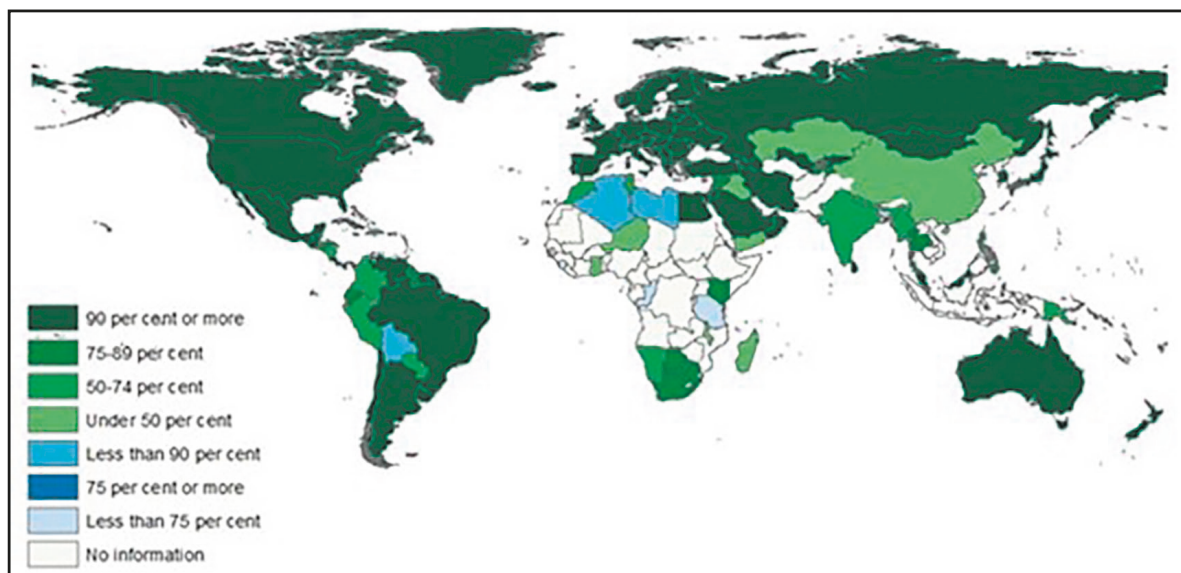 90 per cent or more
75-89 per cent
50-74 per cent
Under 50 per cent
Less than 90 per cent
75 per cent or more
Less than 75 per cent
No information